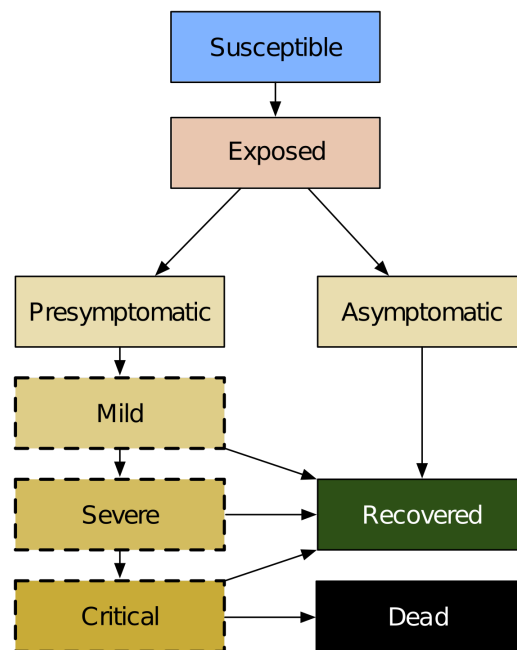 Susceptible
Exposed
Presymptomatic
Asymptomatic
Mild
Severe
Recovered
Critical
Dead